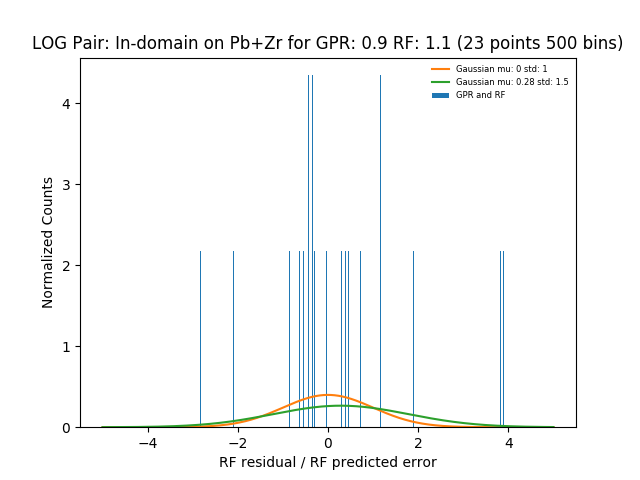 LOG Pair: In-domain on Pb+Zr for GPR: 0.9 RF: 1.1 (23 points 500 bins)
Gaussian mu: 0 std: 1
Gaussian mu: 0.28 std: 1.5
GPR and RF
Normalized Counts
4
3
2
1
0
−4 −2 0 2 4
RF residual / RF predicted error